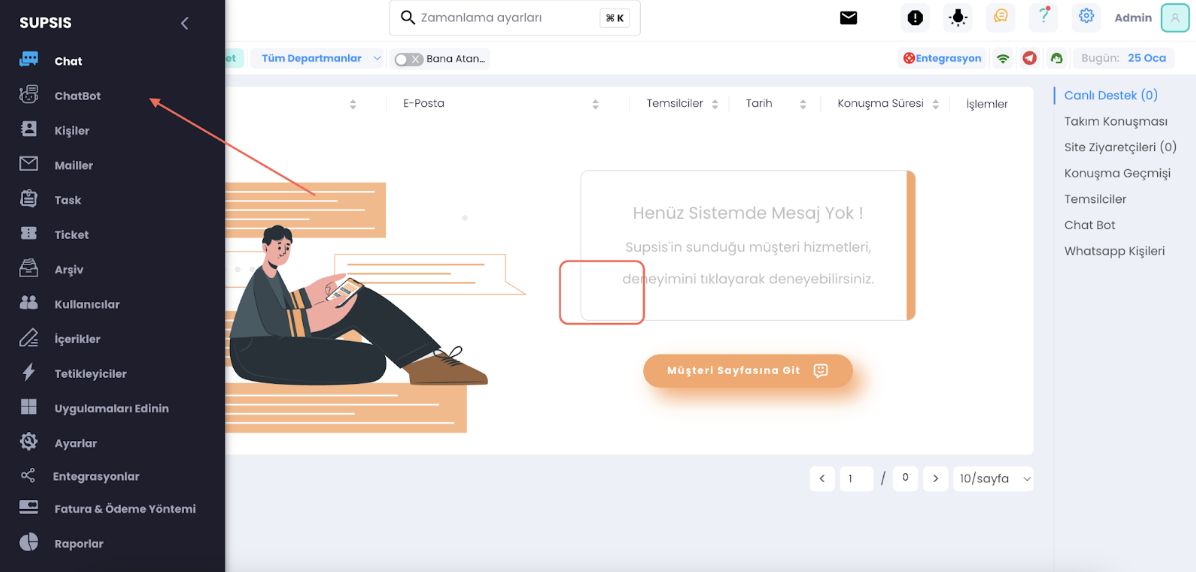 SUPSIS
Chat
ChatBot
Kişiler
Mailler
Task
Ticket
Arşiv
Kullanıcılar
İçerikler
Tetikleyiciler
Uygulamaları Edinin
Ayarlar
Entegrasyonlar
Fatura & Ödeme Yöntemi
Raporlar
Zamanlama ayarları
⌘ K
Admin
et
Tüm Departmanlar
Bana Atan...
Entegrasyon
Bugün: 25 Oca
E-Posta
Temsilciler
Tarih
Konuşma Süresi
İşlemler
Henüz Sistemde Mesaj Yok !
Supsis'in sunduğu müşteri hizmetleri,
deneyimini tıklayarak deneyebilirsiniz.
Müşteri Sayfasına Git
1 / 0
10/sayfa
Canlı Destek (0)
Takım Konuşması
Site Ziyaretçileri (0)
Konuşma Geçmişi
Temsilciler
Chat Bot
Whatsapp Kişileri